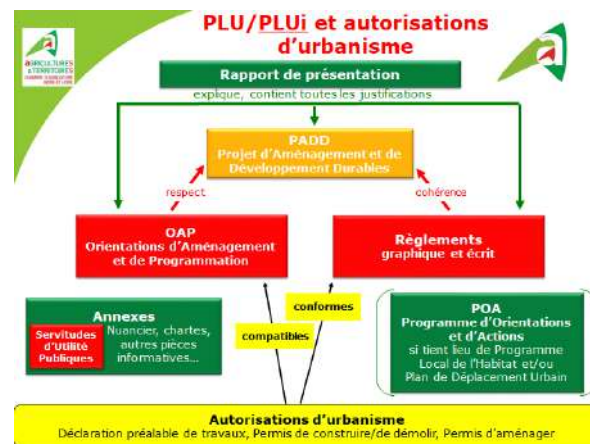 PLU/PLUi et autorisations
d'urbanisme
AGRICULTURES
& TERRITOIRES
Rapport de présentation
explique, contient toutes les justifications
PADD
Projet d'Aménagement et de
Développement Durables
respect
cohérence
OAP
Orientations d'Aménagement
et de Programmation
Règlements
graphique et écrit
Annexes
Servitudes
d'Utilité
Publiques
Nuancier, chartes,
autres pièces
informatives...
compatibles
conformes
POA
Programme d'Orientations
et d'Actions
si tient lieu de Programme
Local de l'Habitat et/ou
Plan de Déplacement Urbain
Autorisations d'urbanisme
Déclaration préalable de travaux, Permis de construire/de démolir, Permis d'aménager